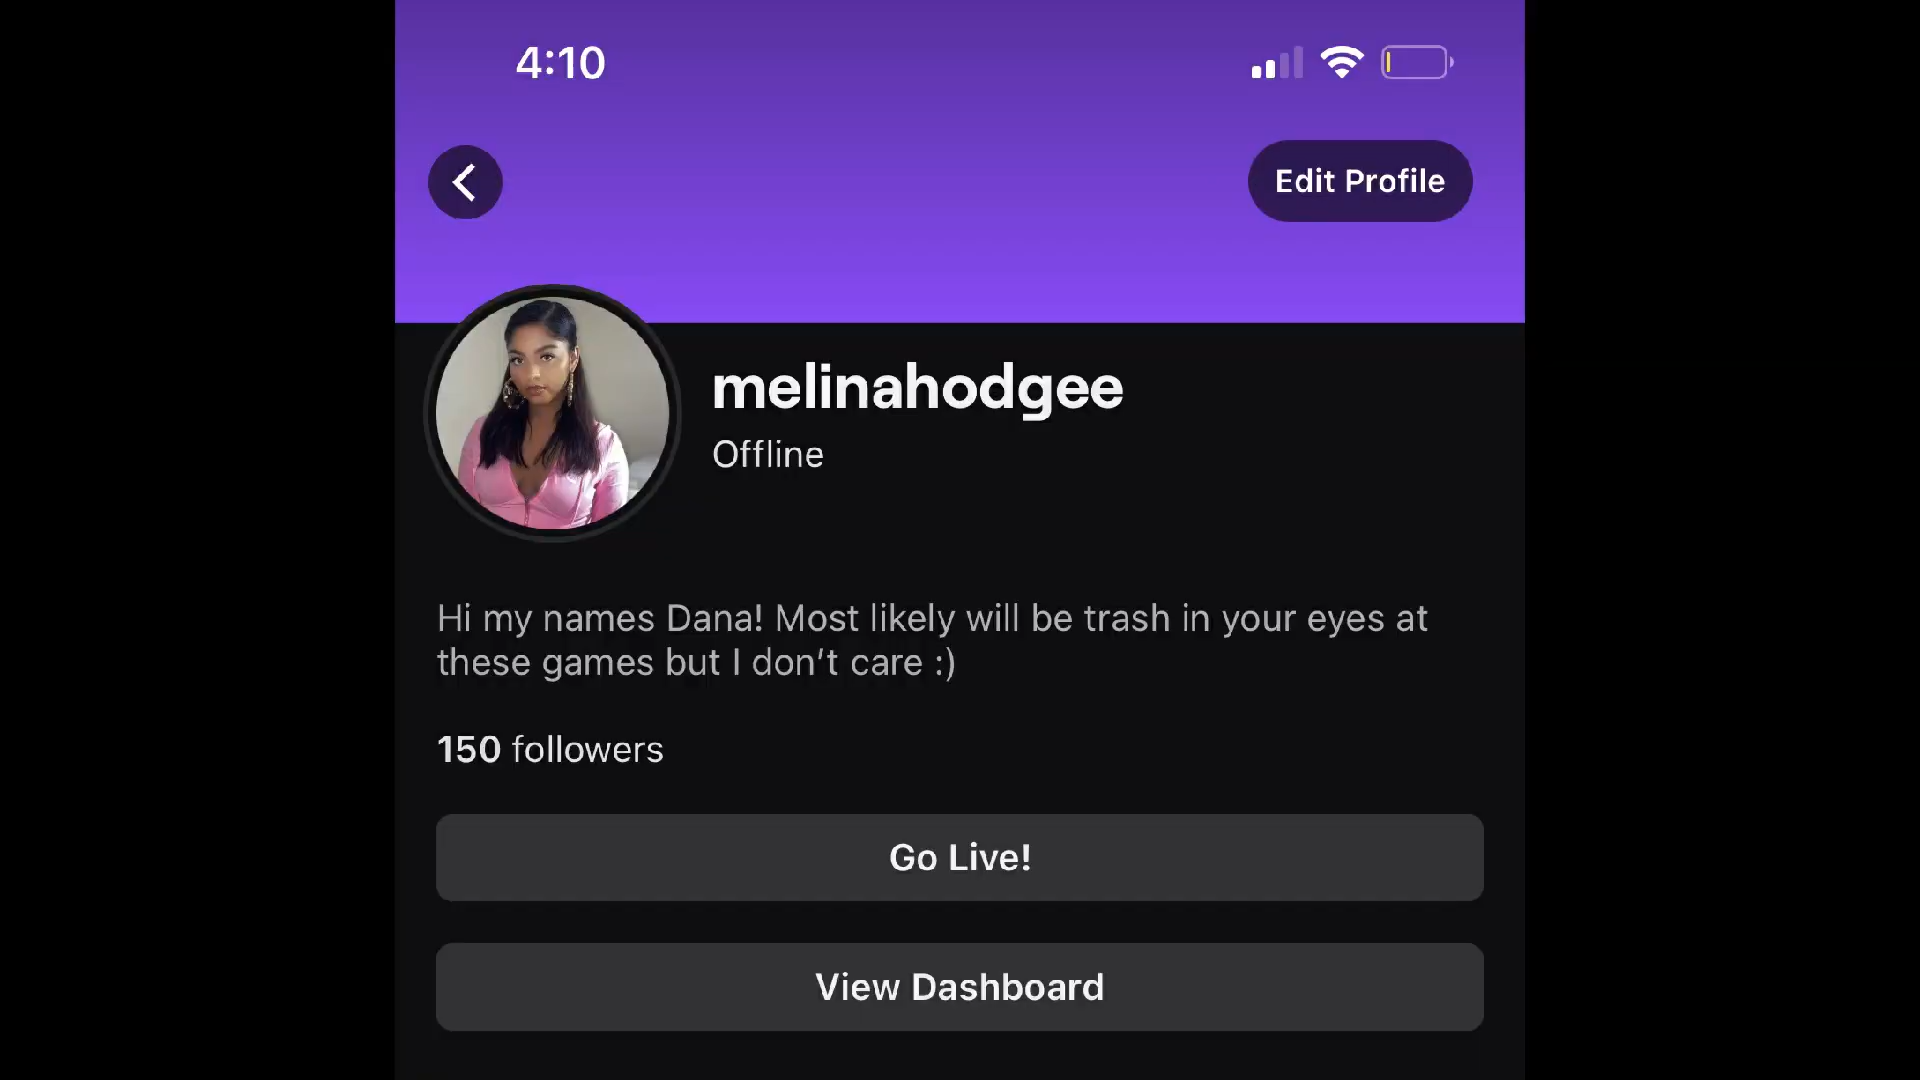 4:10
Edit Profile
melinahodgee
Offline
Hi my names Dana! Most likely will be trash in your eyes at
these games but I don’t care :)
150 followers
Go Live!
View Dashboard